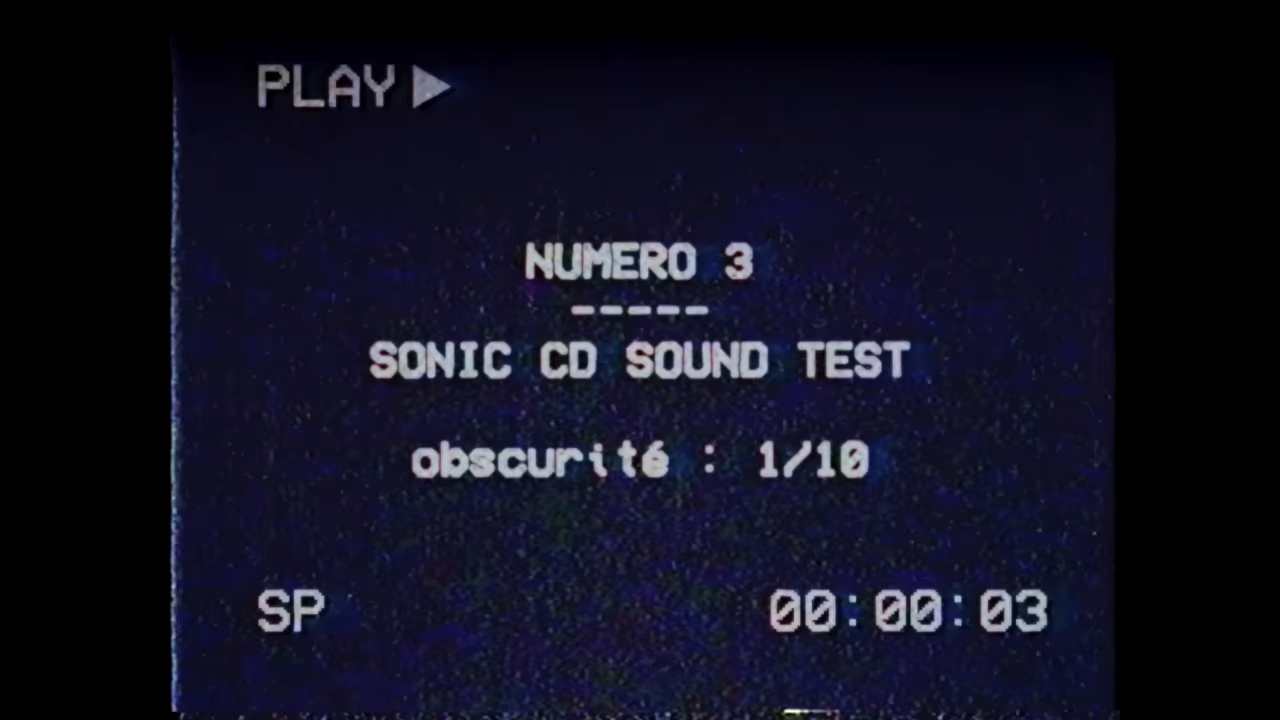 PLAY ▶
NUMERO 3
-----
SONIC CD SOUND TEST
obscurité : 1/10
SP
00:00:03